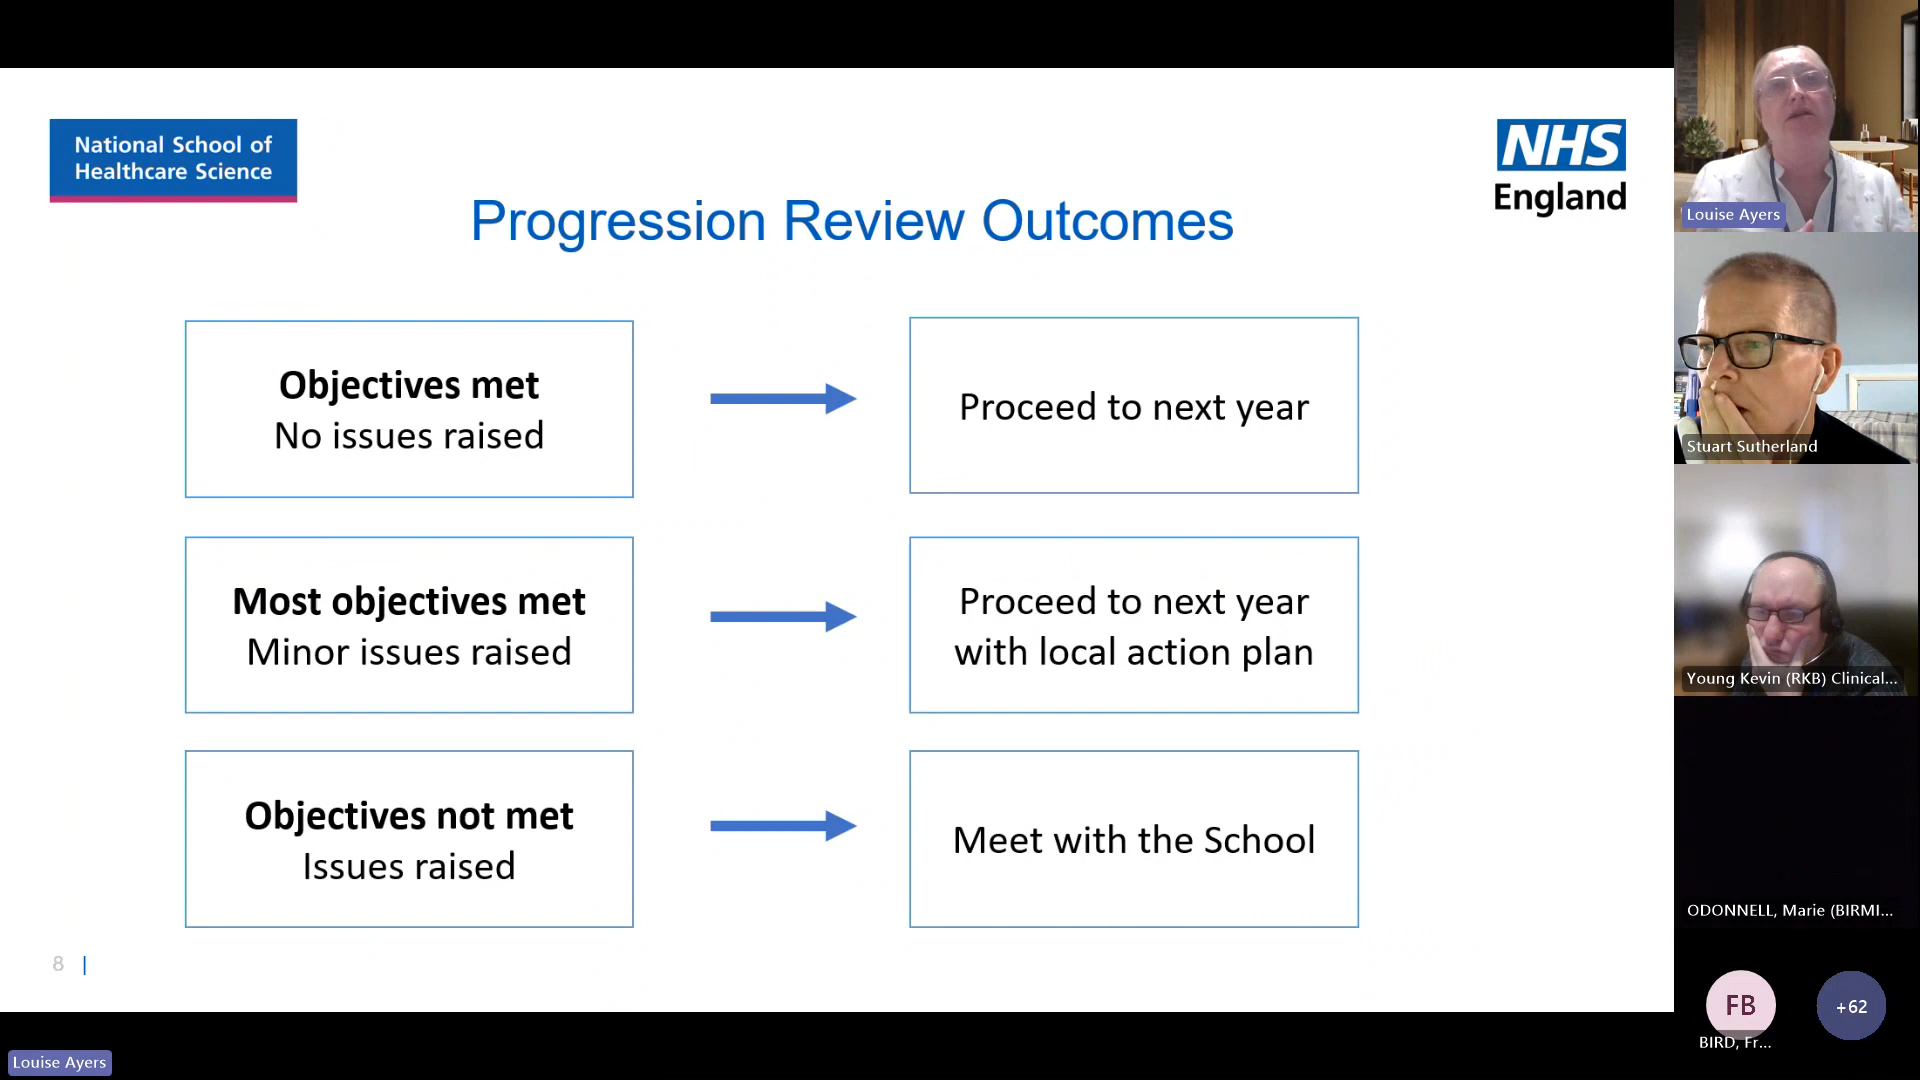 National School of
Healthcare Science
NHS
England
Progression Review Outcomes
Objectives met
No issues raised
Proceed to next year
Most objectives met
Minor issues raised
Proceed to next year
with local action plan
Objectives not met
Issues raised
Meet with the School
8
Louise Ayers
Louise Ayers
Stuart Sutherland
Young Kevin (RKB) Clinical...
ODONNELL, Marie (BIRMI...
FB
+62
BIRD, Fr...